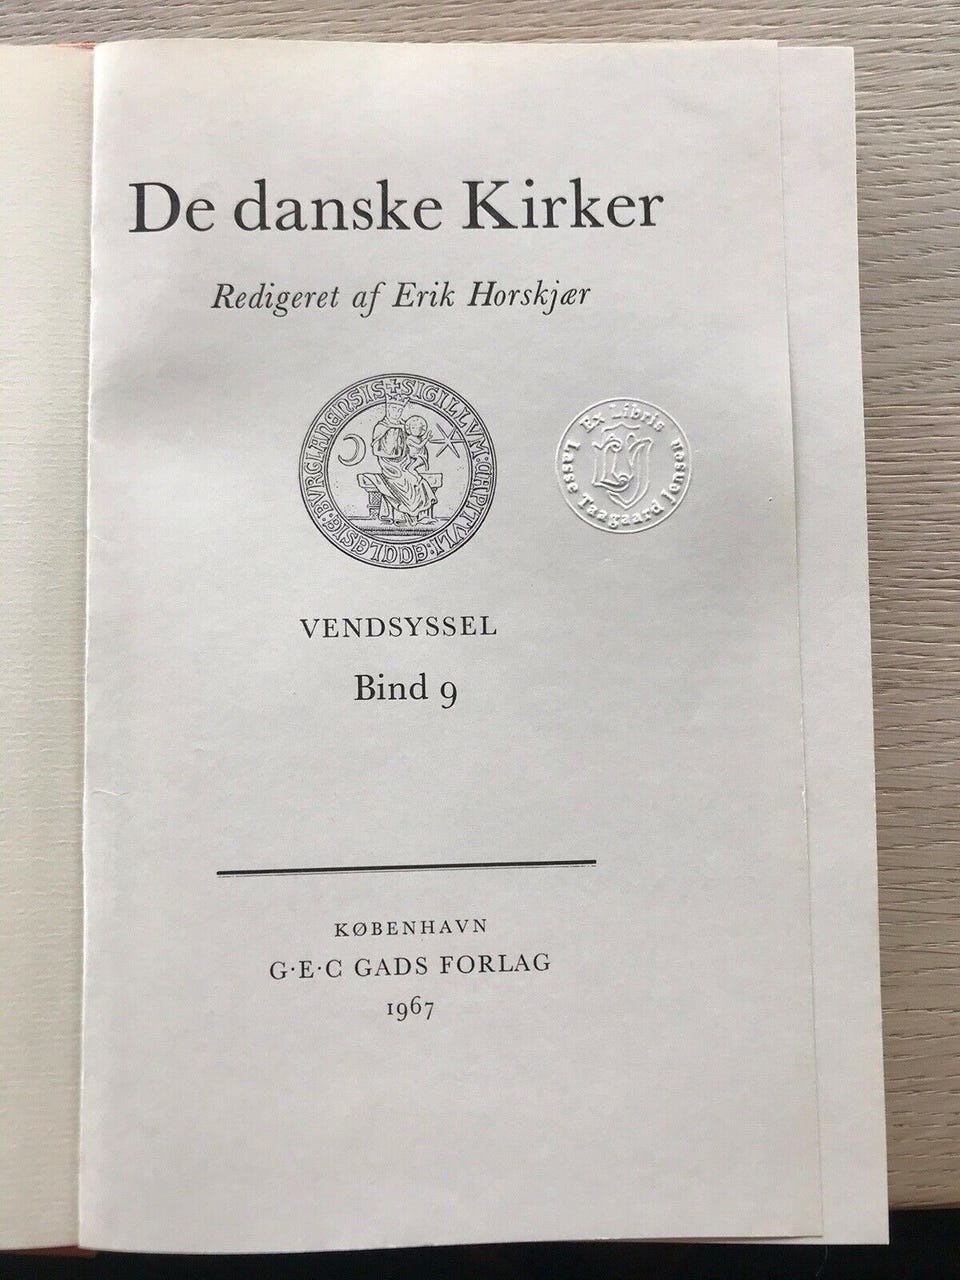 De danske Kirker
Redigeret af Erik Horskjær
SIGILLVM:CAPITVLI:ECCLESIE:BVRGLANENSIS
Ex Libris
Lasse Taagaard Jensen
VENDSYSSEL
Bind 9
KØBENHAVN
G·E·C GADS FORLAG
1967